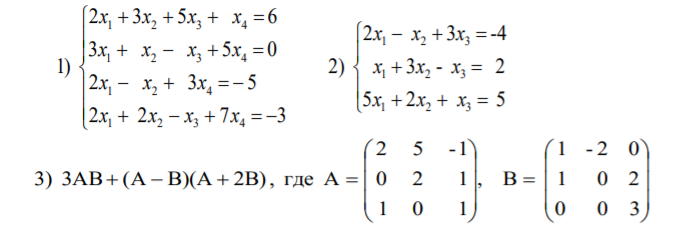 1) { 2x₁ + 3x₂ + 5x₃ + x₄ = 6
3x₁ + x₂ − x₃ + 5x₄ = 0
2x₁ − x₂ + 3x₄ = −5
2x₁ + 2x₂ − x₃ + 7x₄ = −3
2) { 2x₁ − x₂ + 3x₃ = -4
x₁ + 3x₂ - x₃ = 2
5x₁ + 2x₂ + x₃ = 5
3) 3AB + (A − B)(A + 2B), где A = ( 2 5 -1
0 2 1
1 0 1 ), B = ( 1 -2 0
1 0 2
0 0 3 )